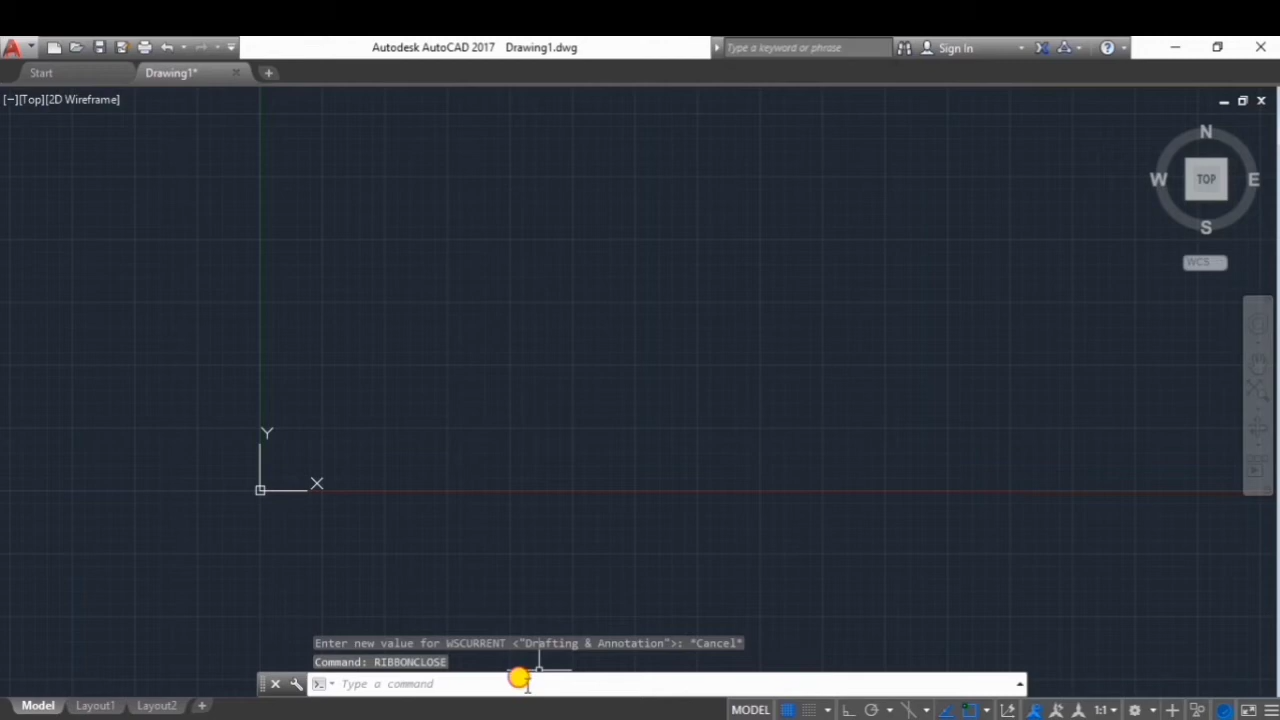 Autodesk AutoCAD 2017 Drawing1.dwg
Type a keyword or phrase
Sign In
Start
Drawing1*
[−][Top][2D Wireframe]
N
W
TOP
E
S
WCS
Y
X
Enter new value for WSCURRENT <"Drafting & Annotation">: *Cancel*
Command: RIBBONCLOSE
Type a command
Model
Layout1
Layout2
MODEL
1:1